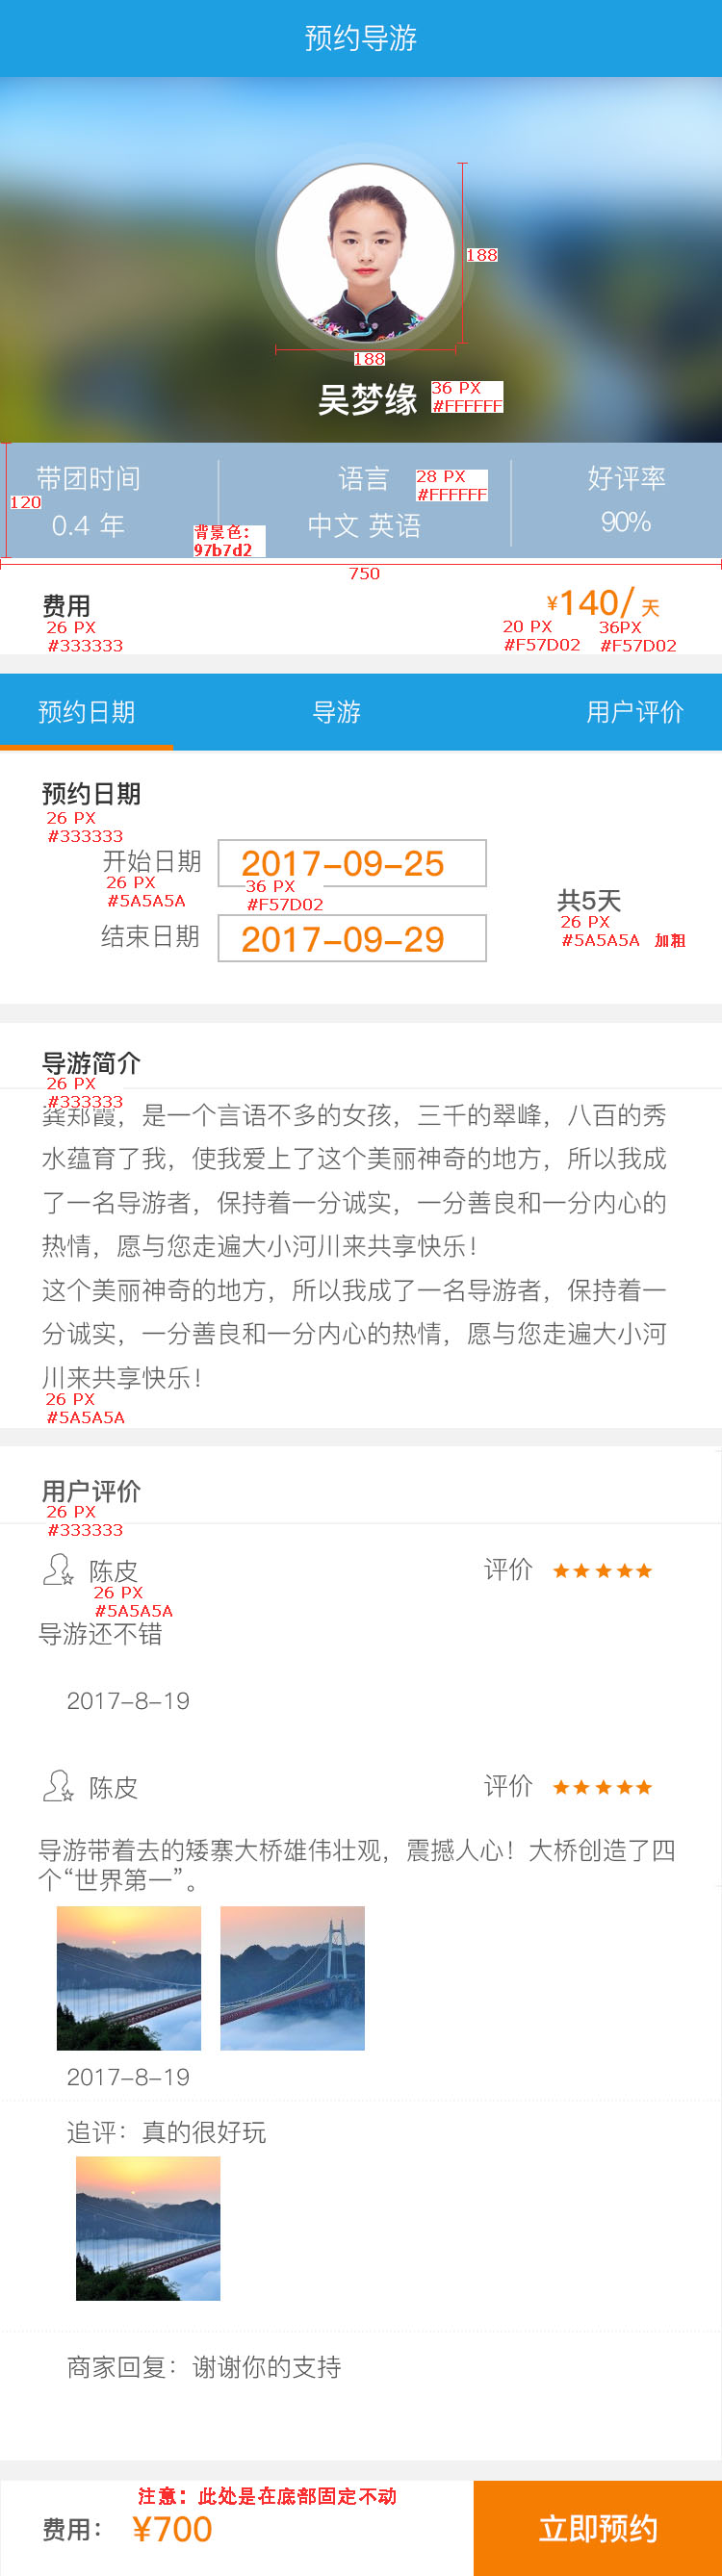 预约导游
188
188
吴梦缘
36 PX
#FFFFFF
带团时间
语言
28 PX
#FFFFFF
好评率
120
0.4 年
背景色：
97b7d2
中文 英语
90%
750
费用
26 PX
#333333
¥140/ 天
20 PX
#F57D02
36PX
#F57D02
预约日期
导游
用户评价
预约日期
26 PX
#333333
开始日期
2017-09-25
26 PX
#5A5A5A
36 PX
#F57D02
共5天
26 PX
#5A5A5A 加粗
结束日期
2017-09-29
导游简介
26 PX
#333333
龚郑霞，是一个言语不多的女孩，三千的翠峰，八百的秀
水蕴育了我，使我爱上了这个美丽神奇的地方，所以我成
了一名导游者，保持着一分诚实，一分善良和一分内心的
热情，愿与您走遍大小河川来共享快乐！
这个美丽神奇的地方，所以我成了一名导游者，保持着一
分诚实，一分善良和一分内心的热情，愿与您走遍大小河
川来共享快乐！
26 PX
#5A5A5A
用户评价
26 PX
#333333
陈皮
评价 ★★★★★
26 PX
#5A5A5A
导游还不错
2017-8-19
陈皮
评价 ★★★★★
导游带着去的矮寨大桥雄伟壮观，震撼人心！大桥创造了四
个“世界第一”。
2017-8-19
追评：真的很好玩
商家回复：谢谢你的支持
注意：此处是在底部固定不动
费用：
¥700
立即预约